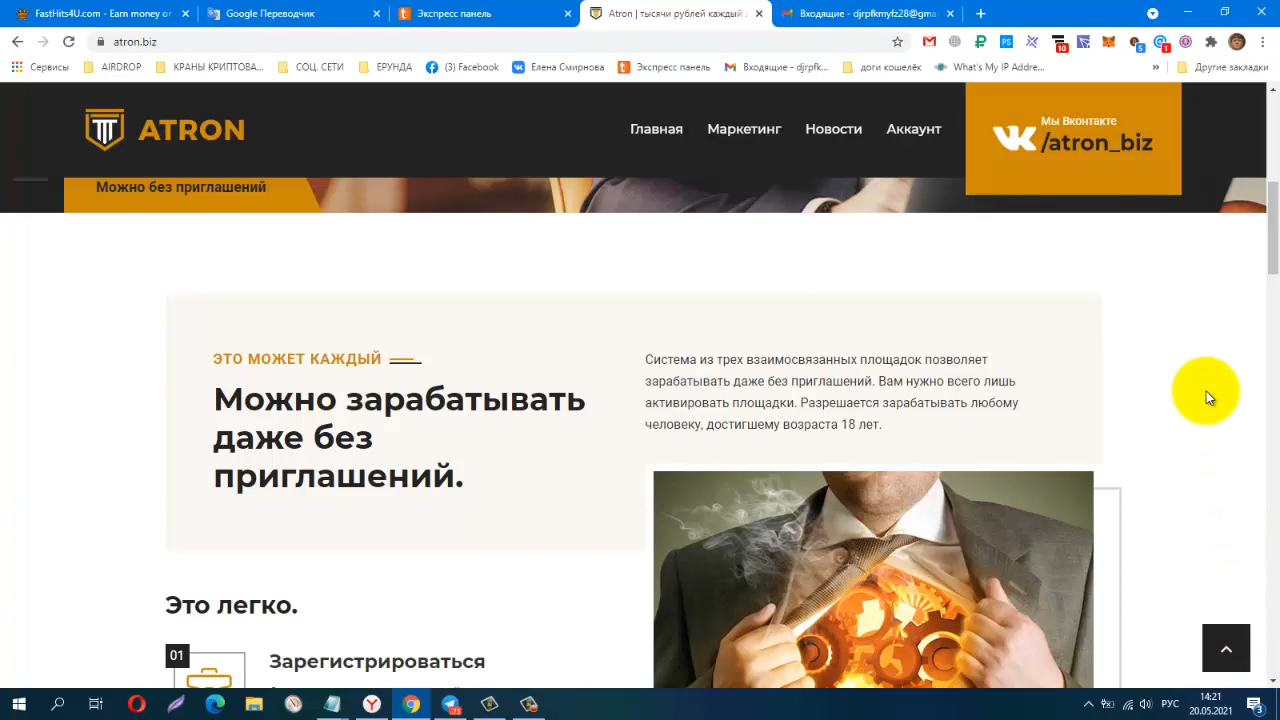 FastHits4U.com - Earn money or
Google Переводчик
Экспресс панель
Atron | тысячи рублей каждый
Входящие - djrpfkmyfz28@gma
atron.biz
10
5
1
Сервисы
AIRDROP
КРАНЫ КРИПТОВА...
СОЦ. СЕТИ
ЕРУНДА
(3) Facebook
Елена Смирнова
Экспресс панель
Входящие - djrpfk...
доги кошелёк
What's My IP Addre...
»
Другие закладки
ATRON
Главная
Маркетинг
Новости
Аккаунт
Мы Вконтакте
/atron_biz
Можно без приглашений
ЭТО МОЖЕТ КАЖДЫЙ
Можно зарабатывать
даже без
приглашений.
Система из трех взаимосвязанных площадок позволяет
зарабатывать даже без приглашений. Вам нужно всего лишь
активировать площадки. Разрешается зарабатывать любому
человеку, достигшему возраста 18 лет.
Это легко.
01
Зарегистрироваться
РУС
14:21
20.05.2021
3